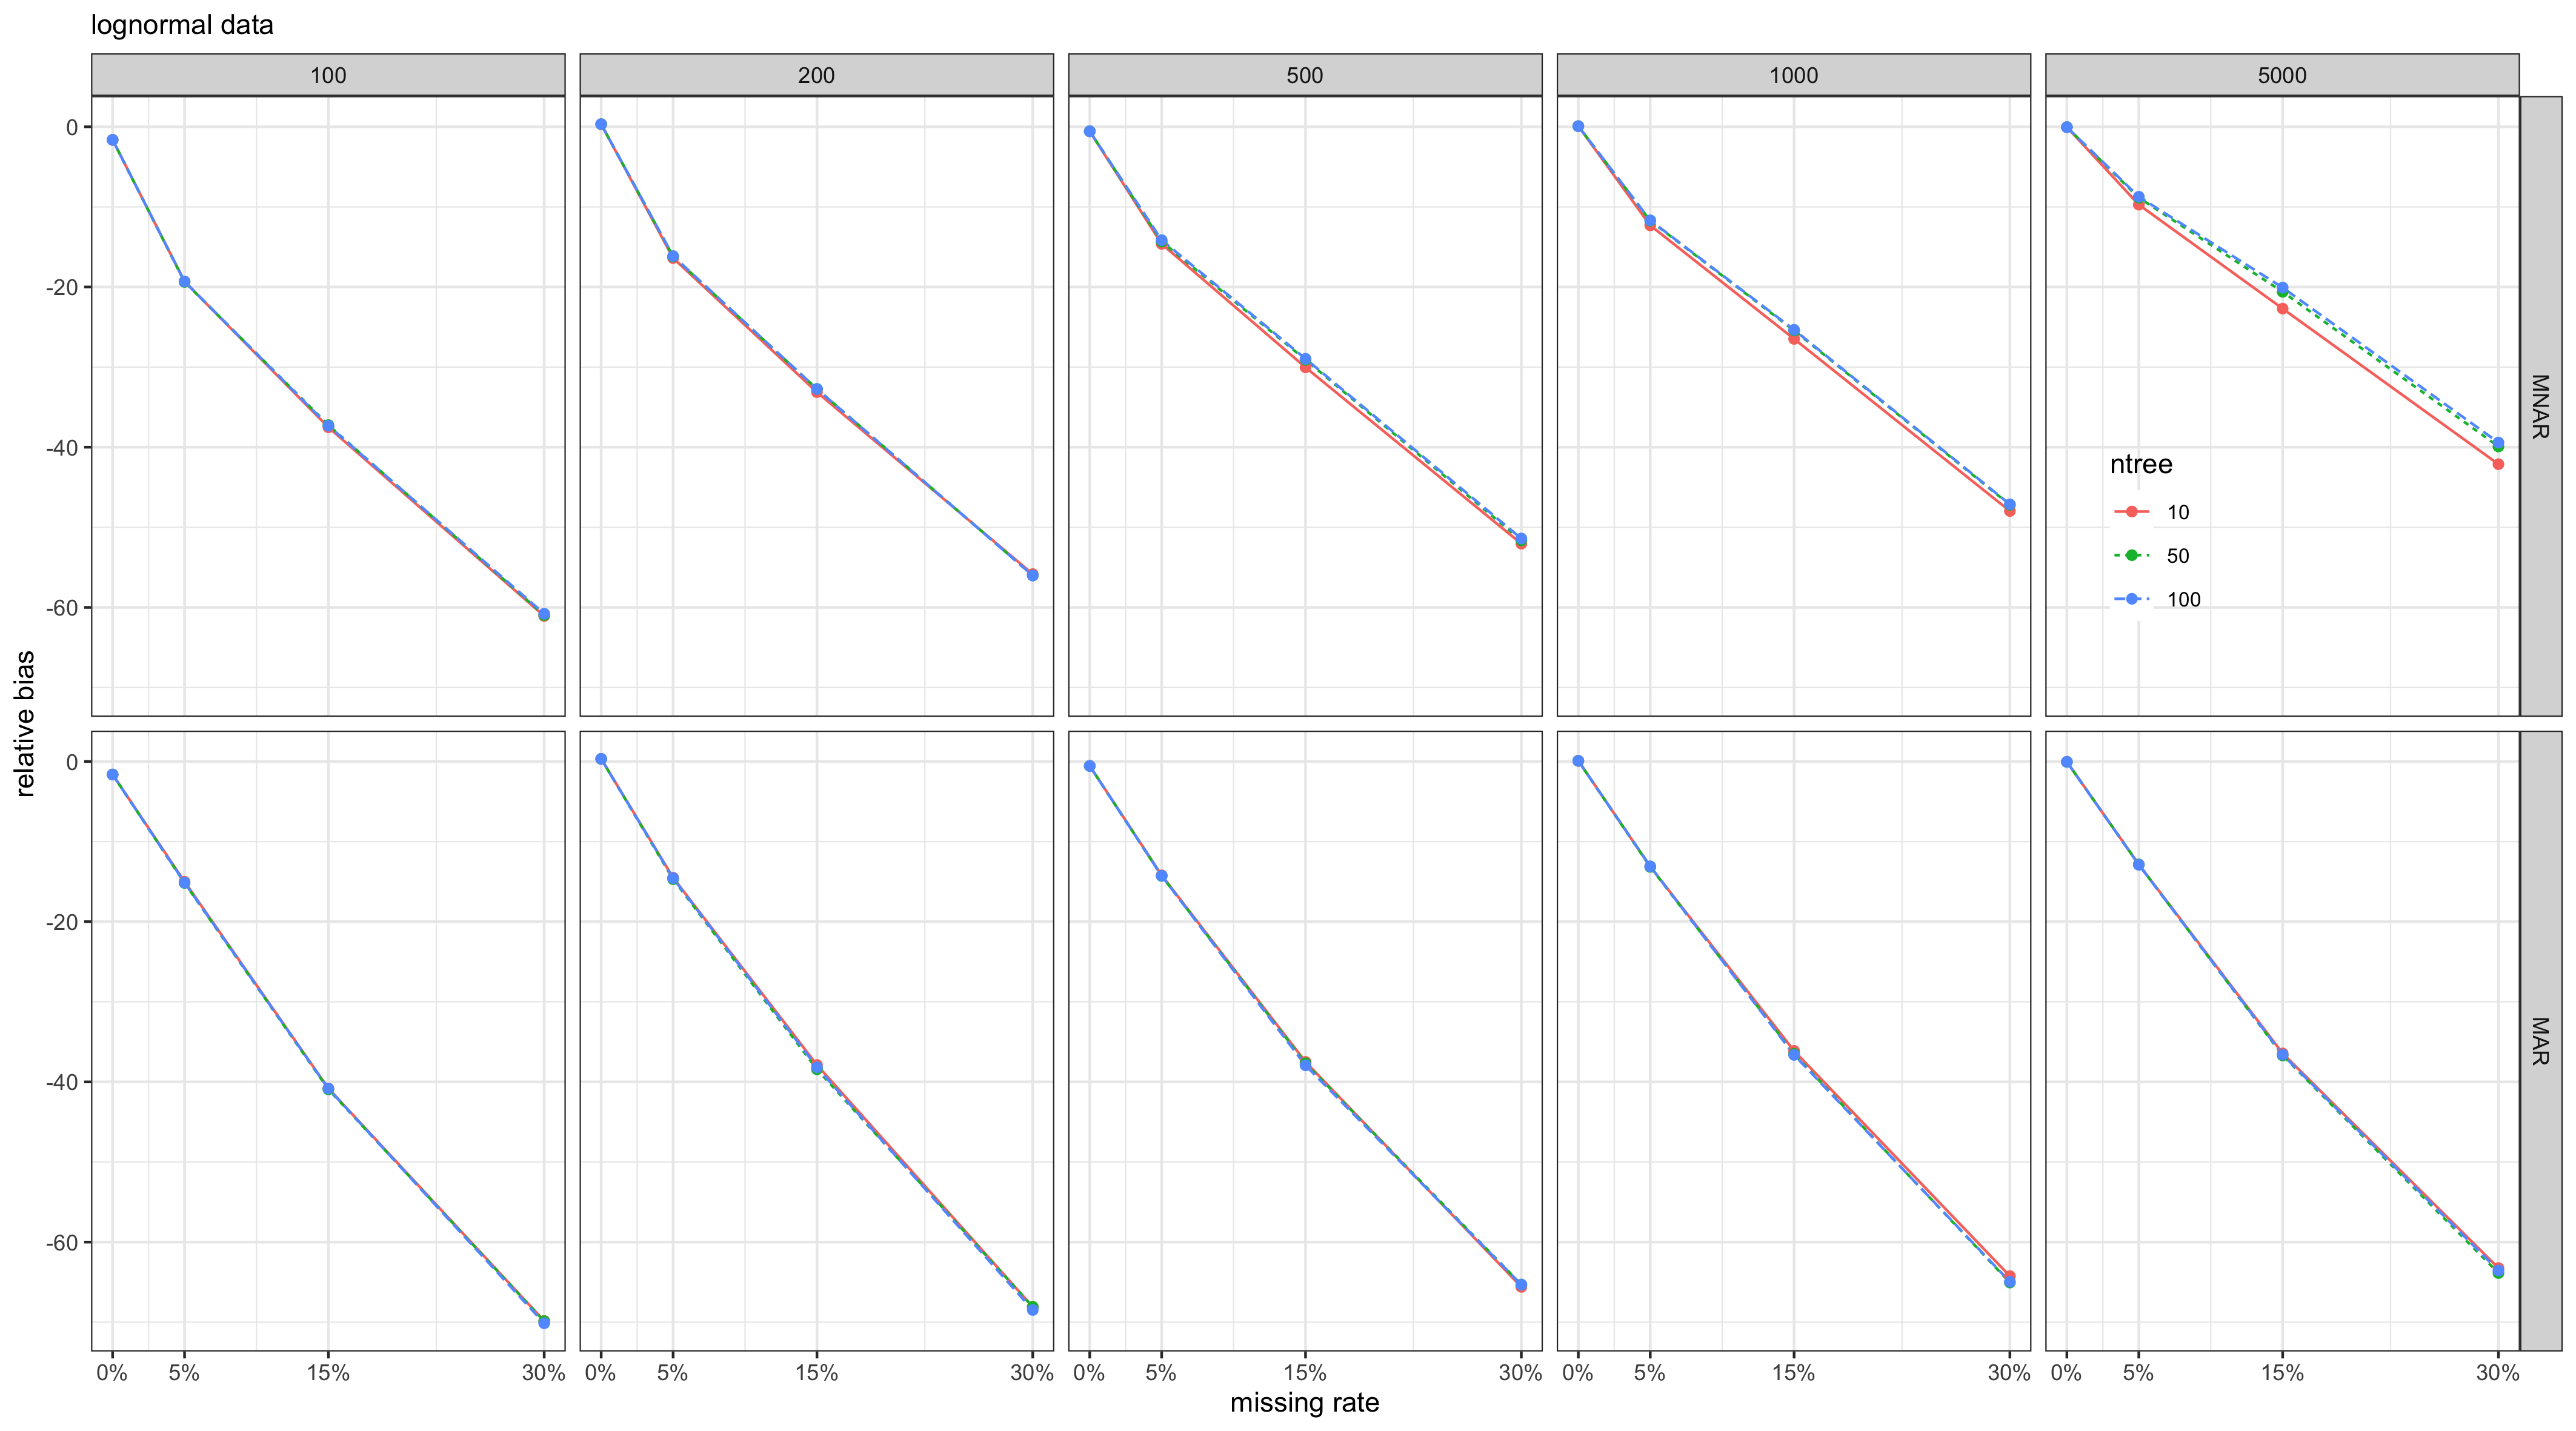 lognormal data
100 200 500 1000 5000
0
-20
-40
-60
MNAR
ntree
10
50
100
relative bias
0
-20
-40
-60
MAR
0% 5% 15% 30% 0% 5% 15% 30% 0% 5% 15% 30% 0% 5% 15% 30% 0% 5% 15% 30%
missing rate